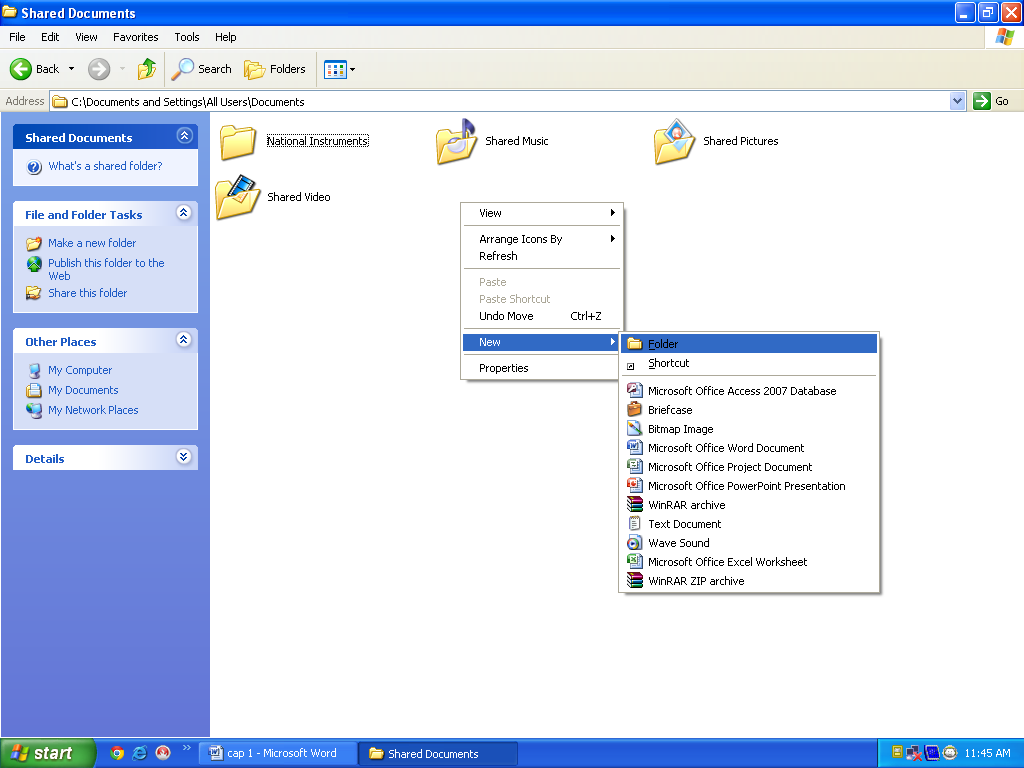 Shared Documents
File Edit View Favorites Tools Help
Back Search Folders
Address C:\Documents and Settings\All Users\Documents Go
Shared Documents
What's a shared folder?
File and Folder Tasks
Make a new folder
Publish this folder to the
Web
Share this folder
Other Places
My Computer
My Documents
My Network Places
Details
National Instruments Shared Music Shared Pictures
Shared Video
View
Arrange Icons By
Refresh
Paste
Paste Shortcut
Undo Move Ctrl+Z
New
Properties
Folder
Shortcut
Microsoft Office Access 2007 Database
Briefcase
Bitmap Image
Microsoft Office Word Document
Microsoft Office Project Document
Microsoft Office PowerPoint Presentation
WinRAR archive
Text Document
Wave Sound
Microsoft Office Excel Worksheet
WinRAR ZIP archive
start cap 1 - Microsoft Word Shared Documents 11:45 AM